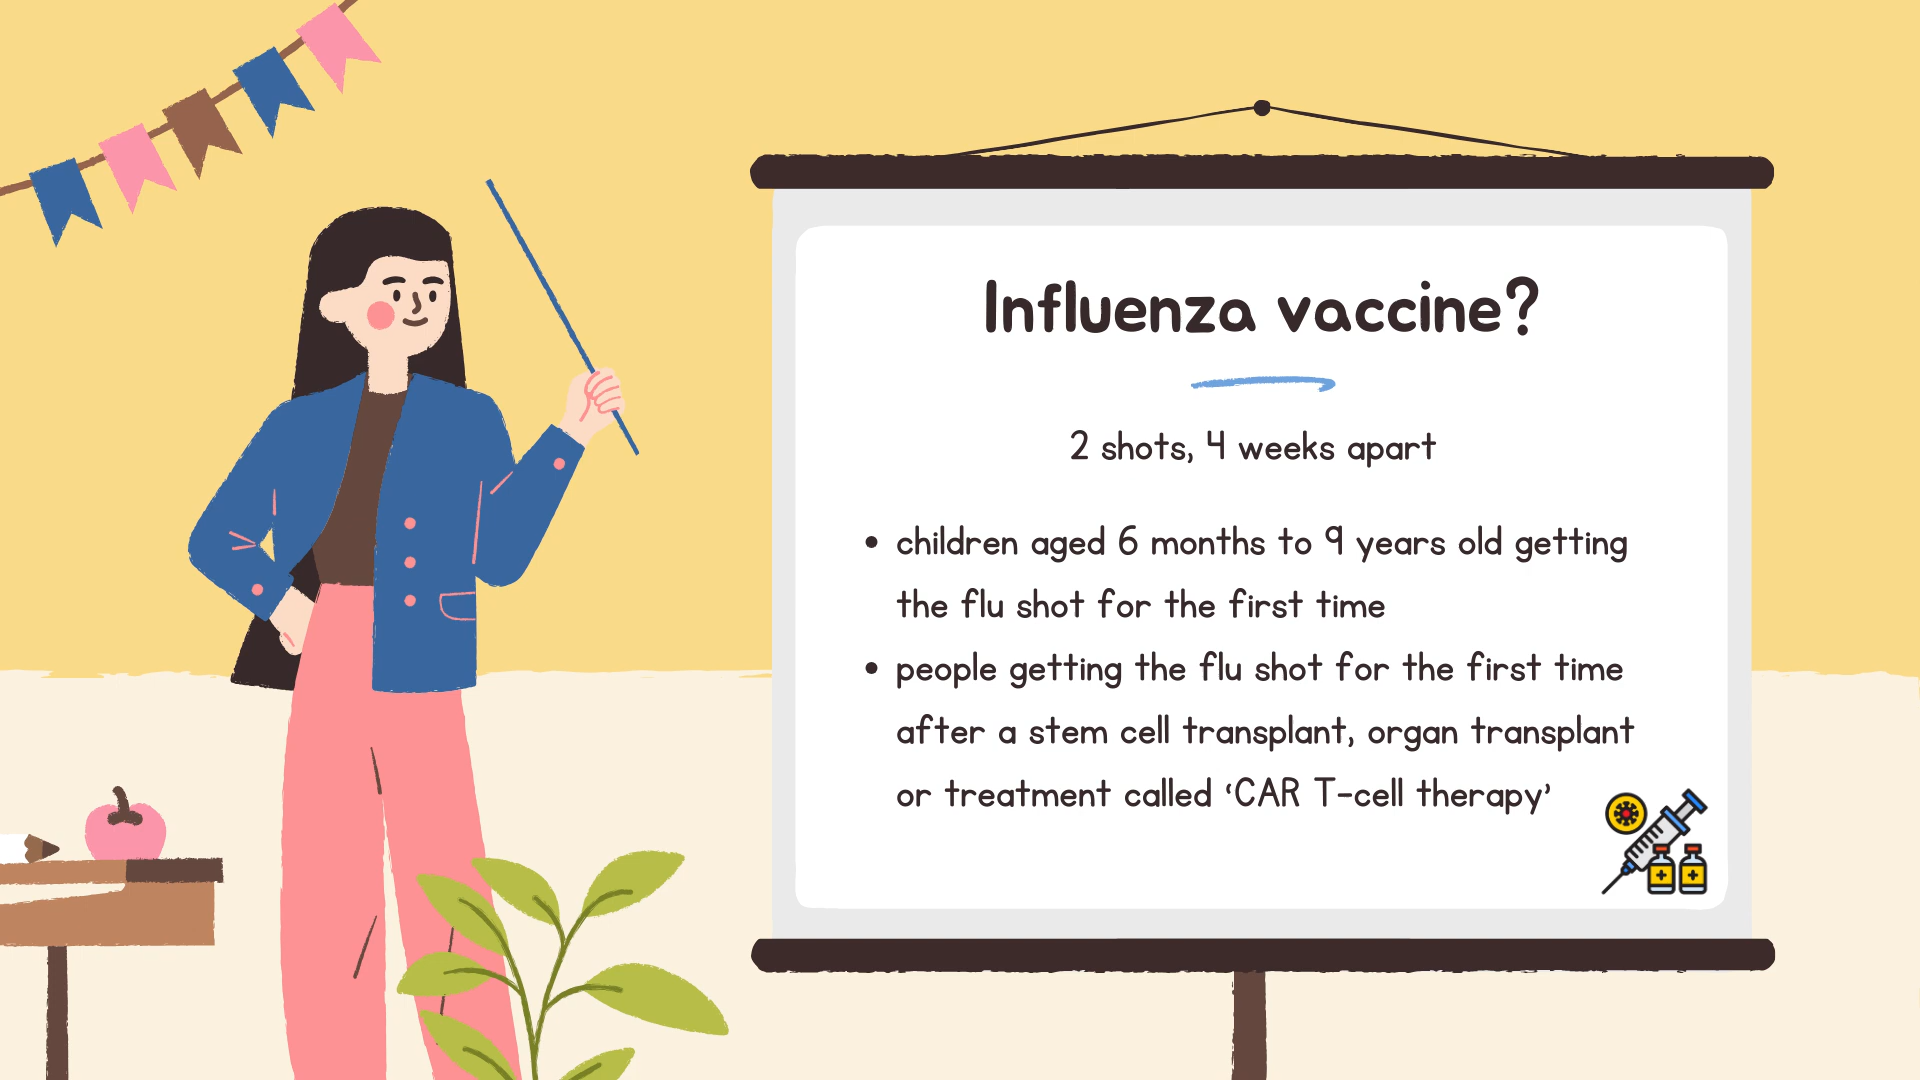 Influenza vaccine?
2 shots, 4 weeks apart
• children aged 6 months to 9 years old getting
the flu shot for the first time
• people getting the flu shot for the first time
after a stem cell transplant, organ transplant
or treatment called ‘CAR T-cell therapy’